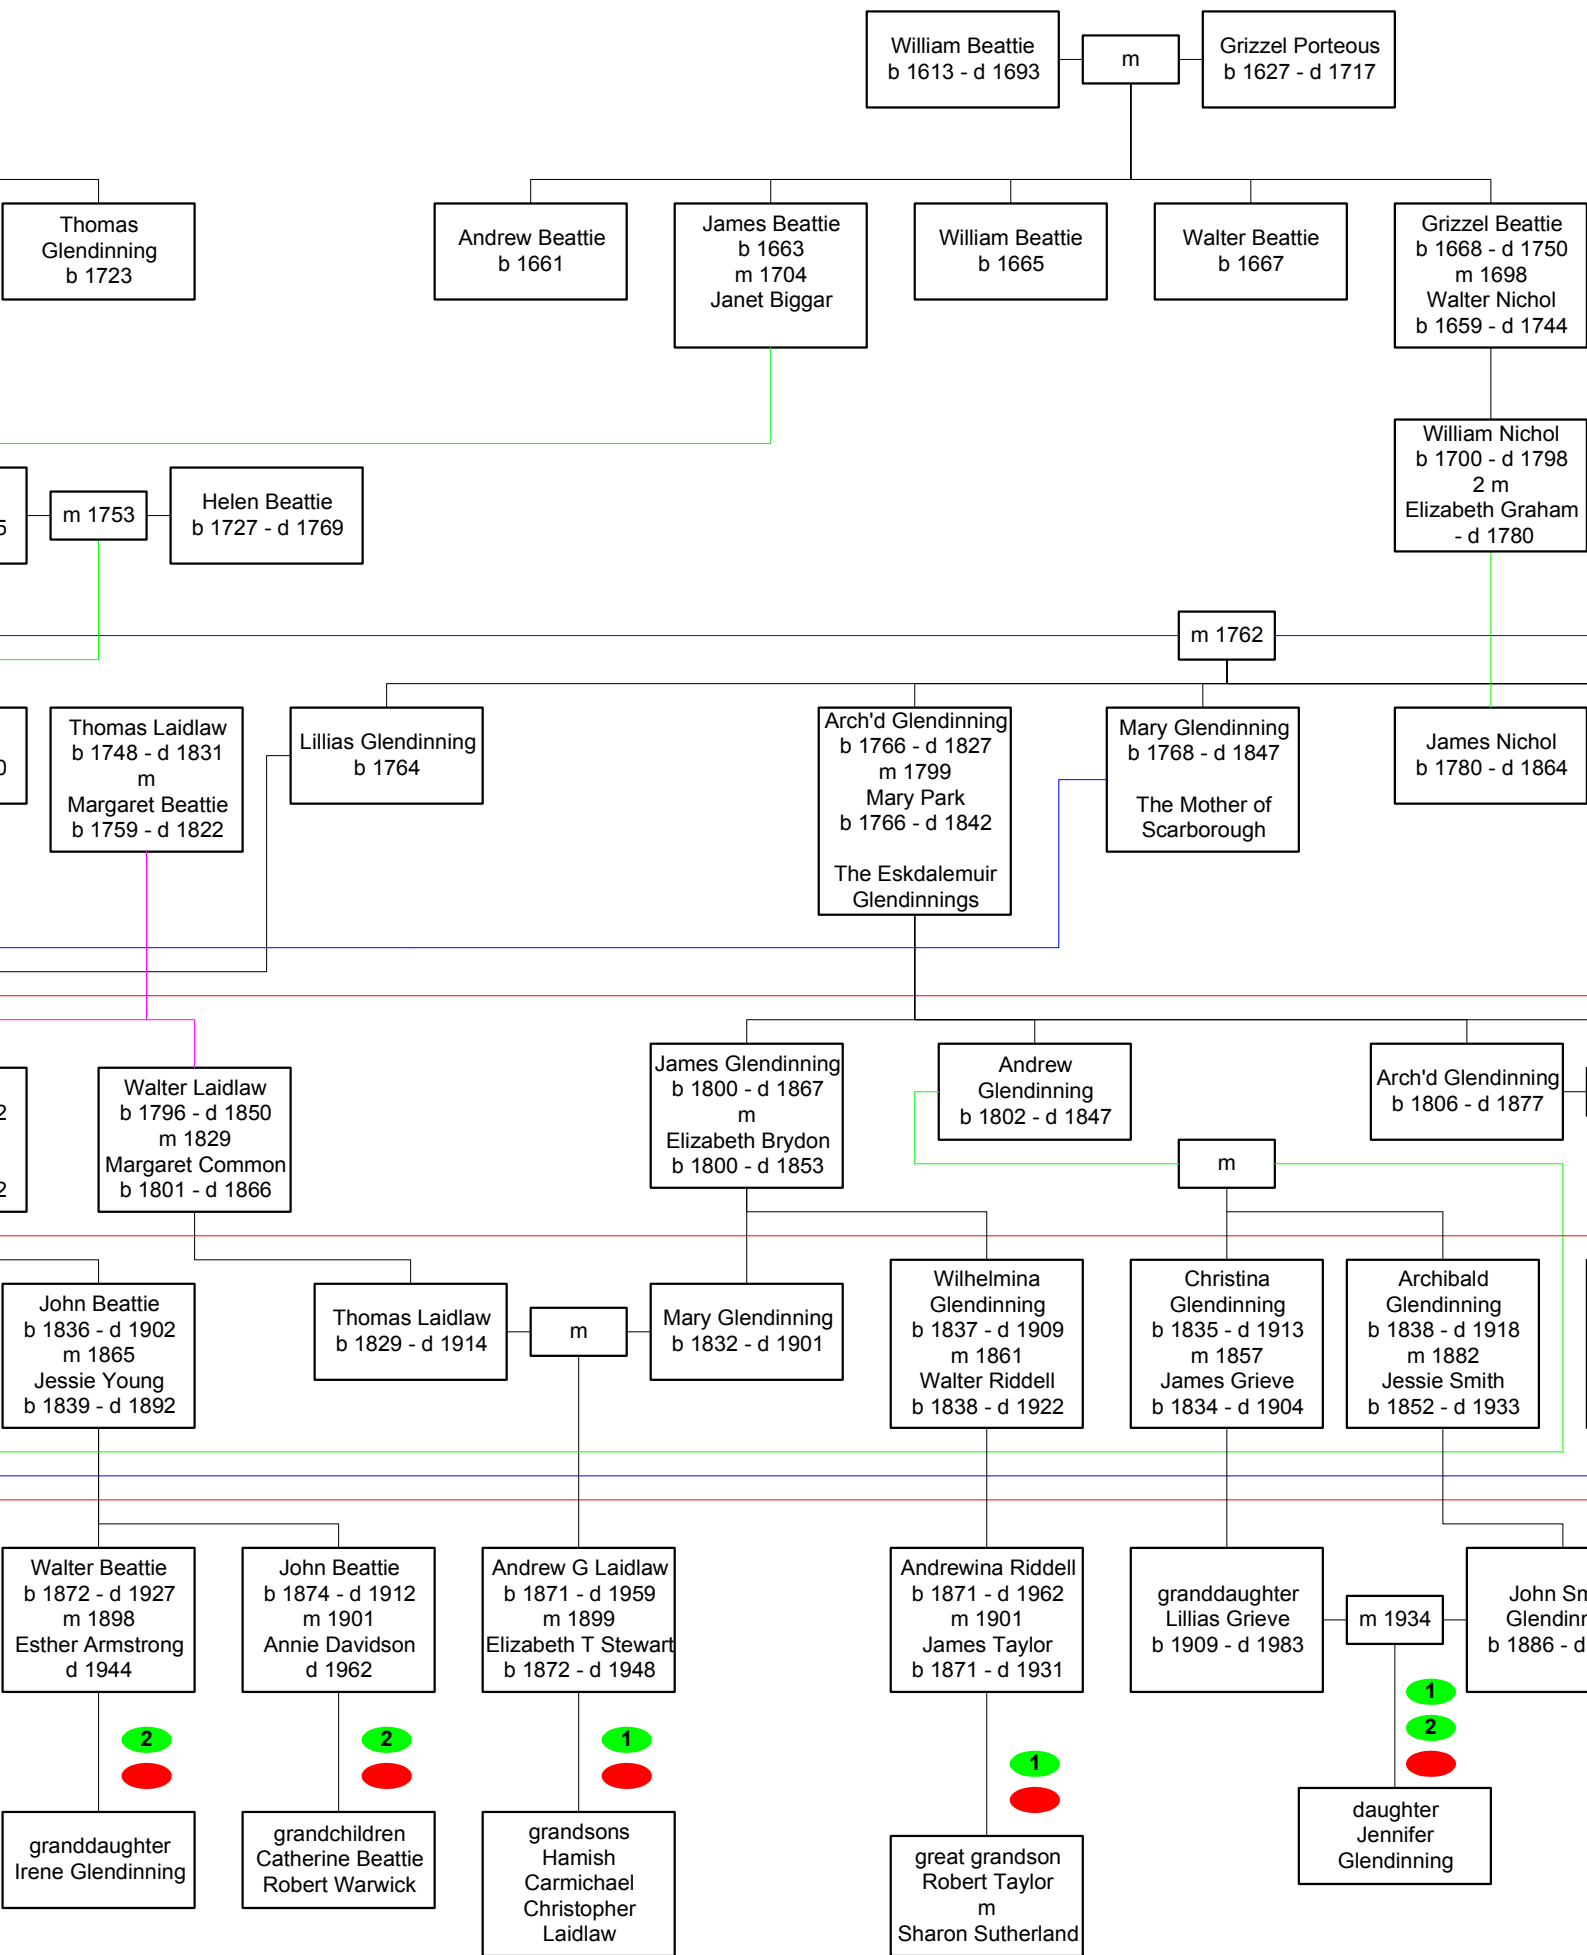 William Beattie
b 1613 - d 1693
m
Grizzel Porteous
b 1627 - d 1717
Thomas
Glendinning
b 1723
Andrew Beattie
b 1661
James Beattie
b 1663
m 1704
Janet Biggar
William Beattie
b 1665
Walter Beattie
b 1667
Grizzel Beattie
b 1668 - d 1750
m 1698
Walter Nichol
b 1659 - d 1744
William Nichol
b 1700 - d 1798
2 m
Elizabeth Graham
- d 1780
5
m 1753
Helen Beattie
b 1727 - d 1769
m 1762
0
Thomas Laidlaw
b 1748 - d 1831
m
Margaret Beattie
b 1759 - d 1822
Lillias Glendinning
b 1764
Arch'd Glendinning
b 1766 - d 1827
m 1799
Mary Park
b 1766 - d 1842
The Eskdalemuir
Glendinnings
Mary Glendinning
b 1768 - d 1847
The Mother of
Scarborough
James Nichol
b 1780 - d 1864
2
2
Walter Laidlaw
b 1796 - d 1850
m 1829
Margaret Common
b 1801 - d 1866
James Glendinning
b 1800 - d 1867
m
Elizabeth Brydon
b 1800 - d 1853
Andrew
Glendinning
b 1802 - d 1847
Arch'd Glendinning
b 1806 - d 1877
m
John Beattie
b 1836 - d 1902
m 1865
Jessie Young
b 1839 - d 1892
Thomas Laidlaw
b 1829 - d 1914
m
Mary Glendinning
b 1832 - d 1901
Wilhelmina
Glendinning
b 1837 - d 1909
m 1861
Walter Riddell
b 1838 - d 1922
Christina
Glendinning
b 1835 - d 1913
m 1857
James Grieve
b 1834 - d 1904
Archibald
Glendinning
b 1838 - d 1918
m 1882
Jessie Smith
b 1852 - d 1933
Walter Beattie
b 1872 - d 1927
m 1898
Esther Armstrong
d 1944
John Beattie
b 1874 - d 1912
m 1901
Annie Davidson
d 1962
Andrew G Laidlaw
b 1871 - d 1959
m 1899
Elizabeth T Stewart
b 1872 - d 1948
Andrewina Riddell
b 1871 - d 1962
m 1901
James Taylor
b 1871 - d 1931
granddaughter
Lillias Grieve
b 1909 - d 1983
m 1934
John Sm
Glendinn
b 1886 - d
2
2
1
1
1
2
granddaughter
Irene Glendinning
grandchildren
Catherine Beattie
Robert Warwick
grandsons
Hamish
Carmichael
Christopher
Laidlaw
great grandson
Robert Taylor
m
Sharon Sutherland
daughter
Jennifer
Glendinning